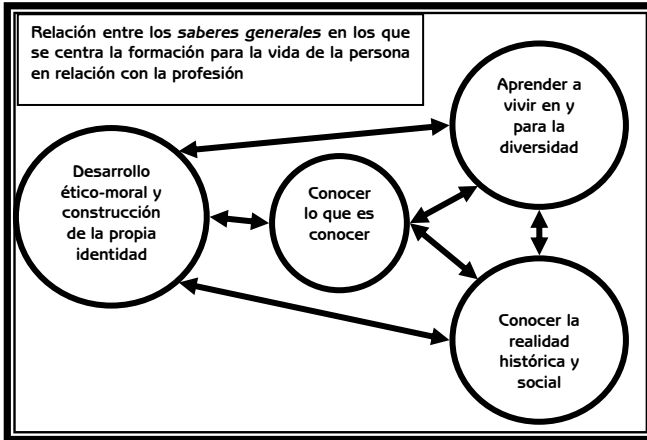 Relación entre los saberes generales en los que
se centra la formación para la vida de la persona
en relación con la profesión
Aprender a
vivir en y
para la
diversidad
Desarrollo
ético-moral y
construcción
de la propia
identidad
Conocer
lo que es
conocer
Conocer la
realidad
histórica y
social